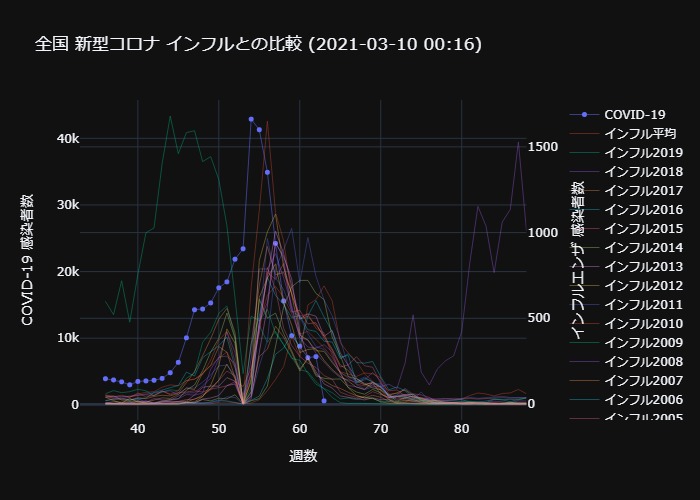 全国 新型コロナ インフルとの比較 (2021-03-10 00:16)
COVID-19 感染者数
40k
30k
20k
10k
0
1500
1000
500
0
インフルエンザ 感染者数
40
50
60
70
80
週数
COVID-19
インフル平均
インフル2019
インフル2018
インフル2017
インフル2016
インフル2015
インフル2014
インフル2013
インフル2012
インフル2011
インフル2010
インフル2009
インフル2008
インフル2007
インフル2006
インフル2005